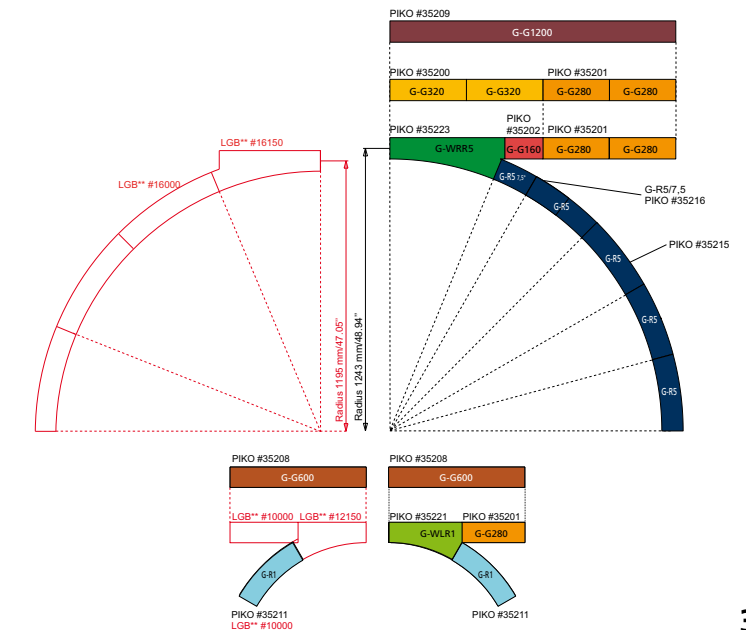 PIKO #35209
G-G1200
PIKO #35200
PIKO #35201
G-G320
G-G320
G-G280
G-G280
PIKO #35223
PIKO
#35202
PIKO #35201
G-WRR5
G-G160
G-G280
G-G280
LGB** #16150
LGB** #16000
G-R5 7,5°
G-R5/7,5
PIKO #35216
G-R5
PIKO #35215
G-R5
G-R5
G-R5
Radius 1195 mm/47.05"
Radius 1243 mm/48.94"
PIKO #35208
G-G600
PIKO #35208
G-G600
LGB** #10000
LGB** #12150
PIKO #35221
PIKO #35201
G-WLR1
G-G280
G-R1
G-R1
PIKO #35211
LGB** #10000
PIKO #35211